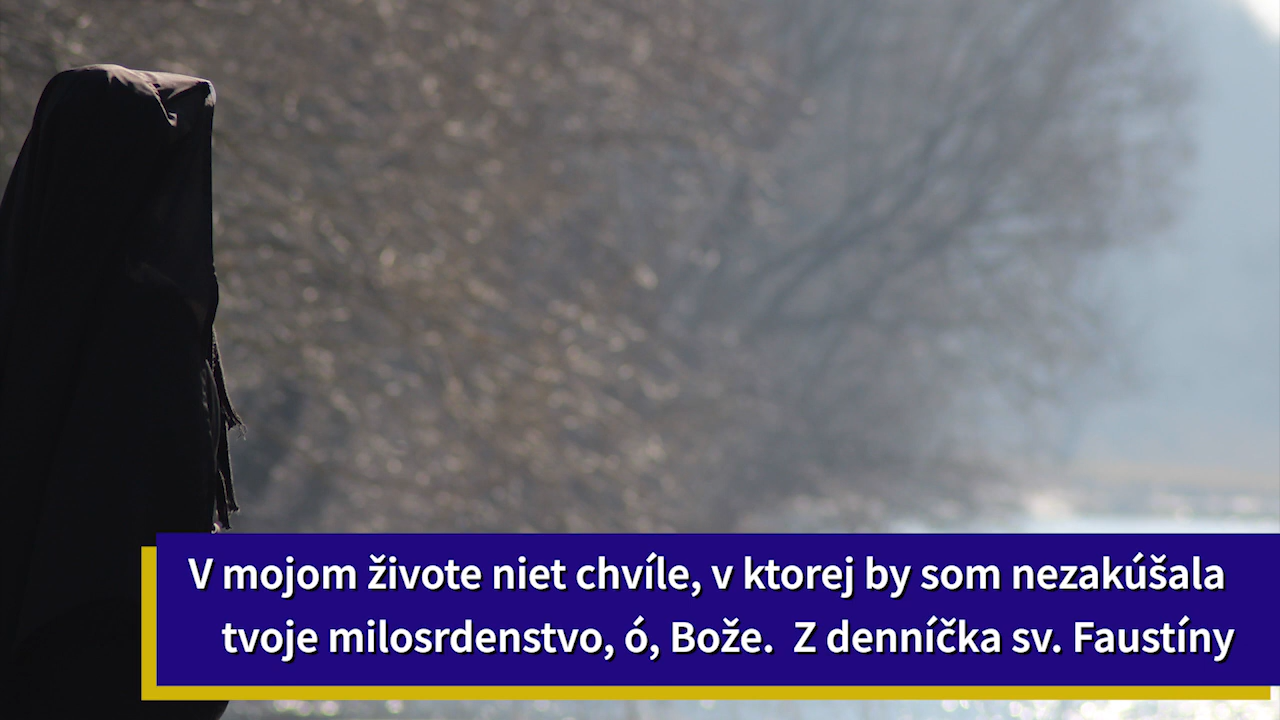 V mojom živote niet chvíle, v ktorej by som nezakúšala
tvoje milosrdenstvo, ó, Bože.  Z denníčka sv. Faustíny